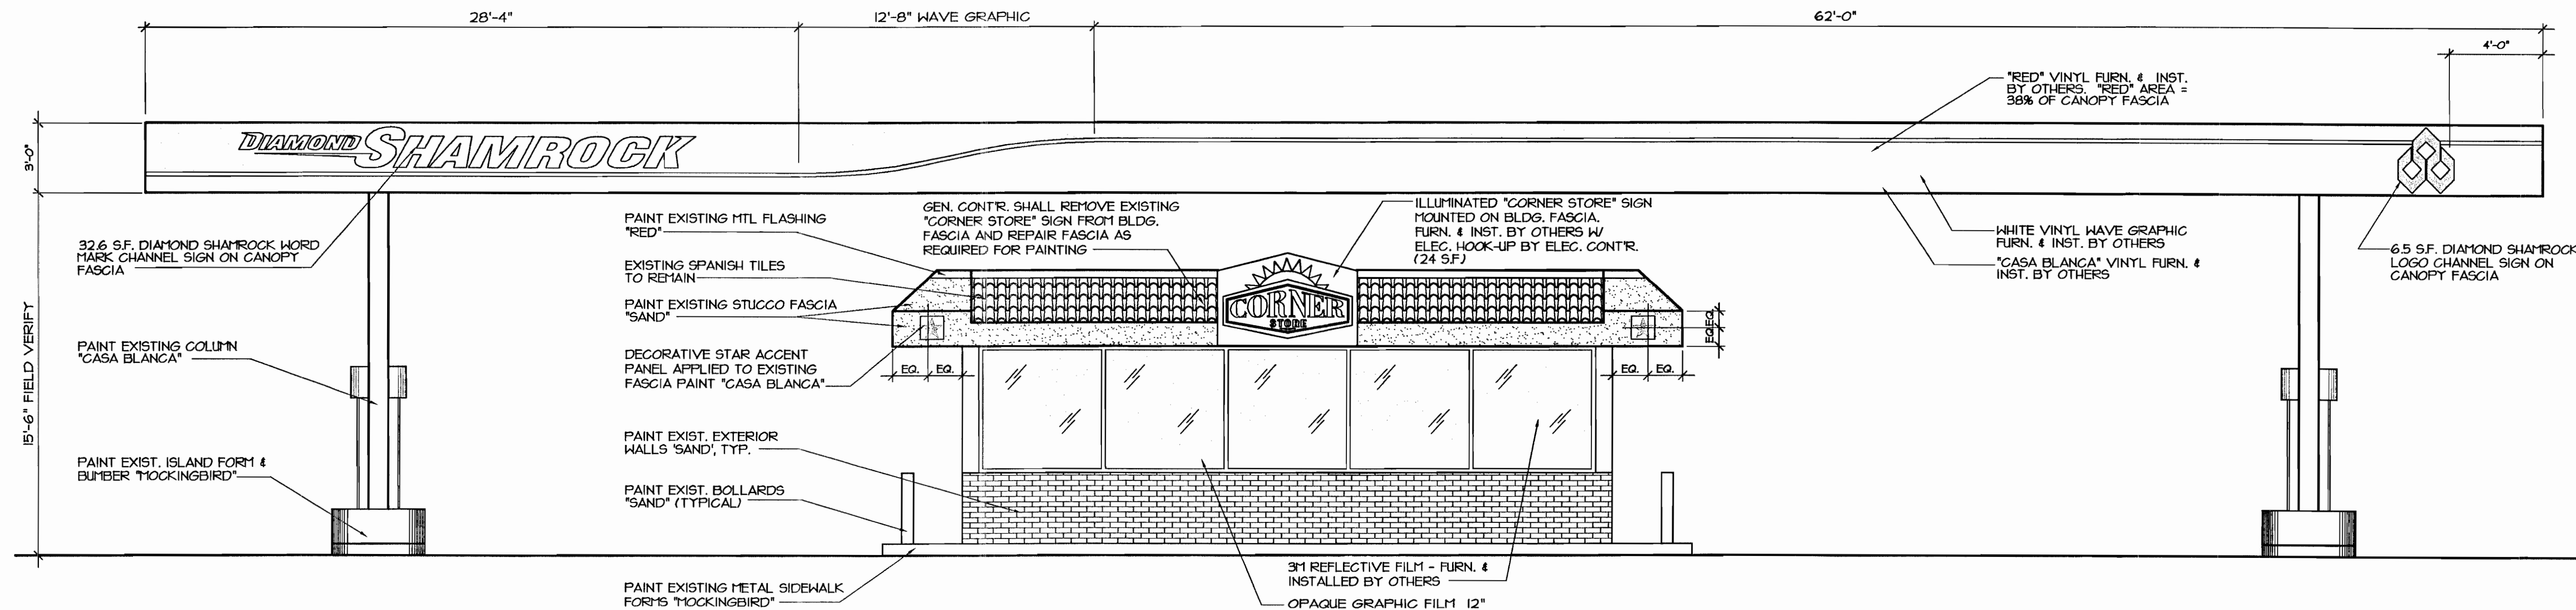 28'-4"
12'-8" WAVE GRAPHIC
62'-0"
4'-0"
"RED" VINYL FURN. & INST.
BY OTHERS. "RED" AREA =
38% OF CANOPY FASCIA
3'-0"
DIAMOND SHAMROCK
32.6 S.F. DIAMOND SHAMROCK WORD
MARK CHANNEL SIGN ON CANOPY
FASCIA
PAINT EXISTING MTL FLASHING
"RED"
GEN. CONT'R. SHALL REMOVE EXISTING
"CORNER STORE" SIGN FROM BLDG.
FASCIA AND REPAIR FASCIA AS
REQUIRED FOR PAINTING
ILLUMINATED "CORNER STORE" SIGN
MOUNTED ON BLDG. FASCIA.
FURN. & INST. BY OTHERS W/
ELEC. HOOK-UP BY ELEC. CONT'R.
(24 S.F.)
WHITE VINYL WAVE GRAPHIC
FURN. & INST. BY OTHERS
"CASA BLANCA" VINYL FURN. &
INST. BY OTHERS
6.5 S.F. DIAMOND SHAMROCK
LOGO CHANNEL SIGN ON
CANOPY FASCIA
EXISTING SPANISH TILES
TO REMAIN
PAINT EXISTING STUCCO FASCIA
"SAND"
CORNER
STORE
EQ.
EQ.
15'-6" FIELD VERIFY
PAINT EXISTING COLUMN
"CASA BLANCA"
DECORATIVE STAR ACCENT
PANEL APPLIED TO EXISTING
FASCIA PAINT "CASA BLANCA"
EQ. EQ.
EQ. EQ.
PAINT EXIST. EXTERIOR
WALLS 'SAND', TYP.
PAINT EXIST. ISLAND FORM &
BUMBER "MOCKINGBIRD"
PAINT EXIST. BOLLARDS
"SAND" (TYPICAL)
3M REFLECTIVE FILM - FURN. &
INSTALLED BY OTHERS
PAINT EXISTING METAL SIDEWALK
FORMS "MOCKINGBIRD"
OPAQUE GRAPHIC FILM 12"